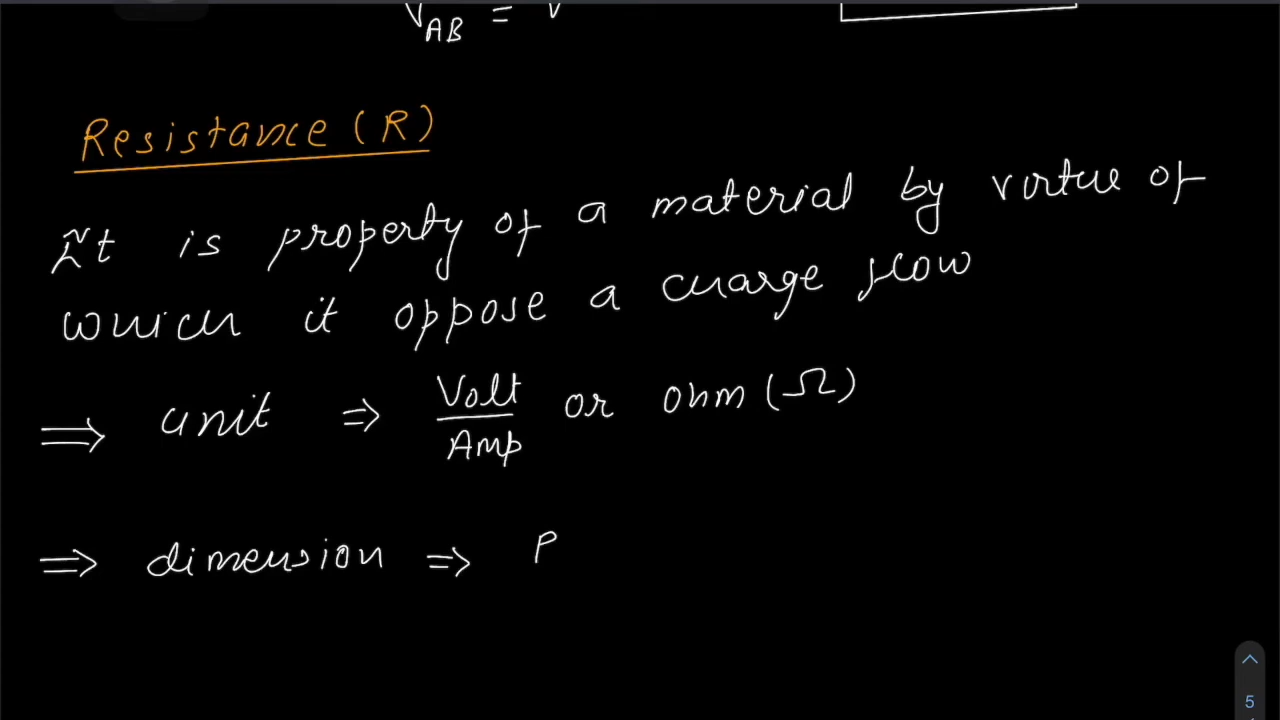 V_AB = V
Resistance (R)
It is property of a material by virtue of
which it oppose a charge flow
⇒ unit ⇒ Volt/Amp or ohm (Ω)
⇒ dimension ⇒
5